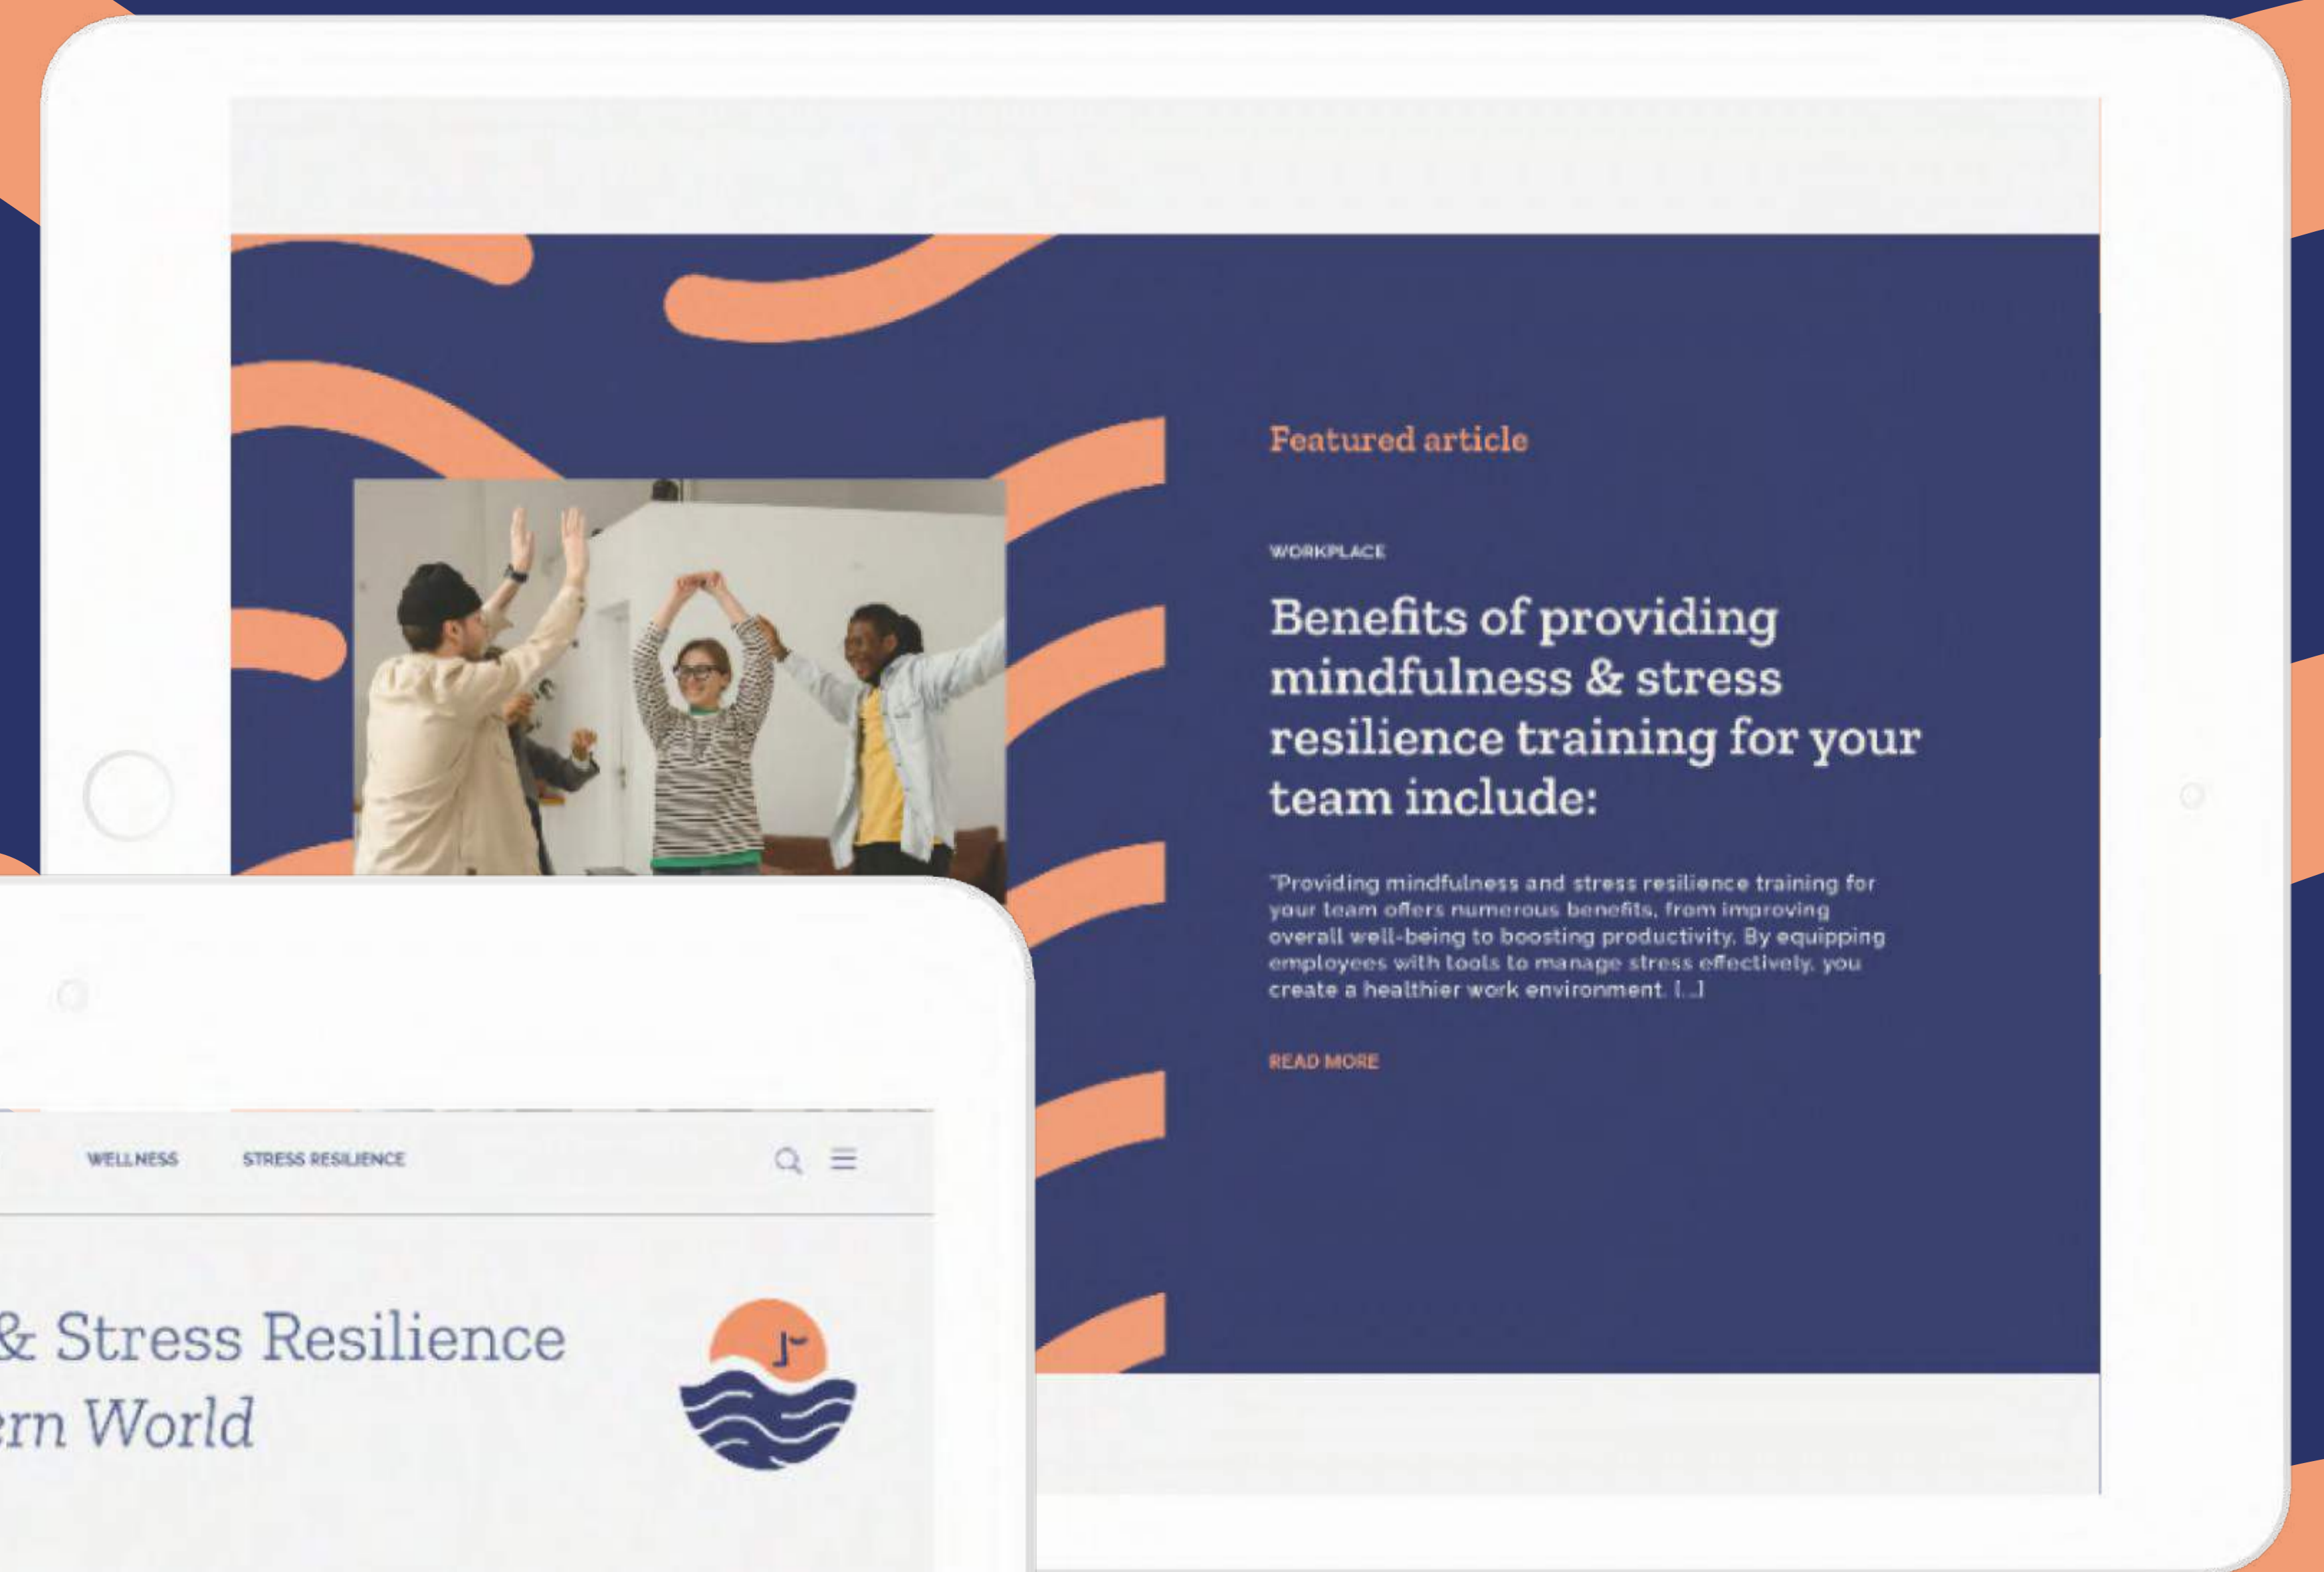 Featured article
WORKPLACE
Benefits of providing
mindfulness & stress
resilience training for your
team include:
"Providing mindfulness and stress resilience training for
your team offers numerous benefits, from improving
overall well-being to boosting productivity. By equipping
employees with tools to manage stress effectively, you
create a healthier work environment. [...]
READ MORE
WELLNESS STRESS RESILIENCE
& Stress Resilience
ern World